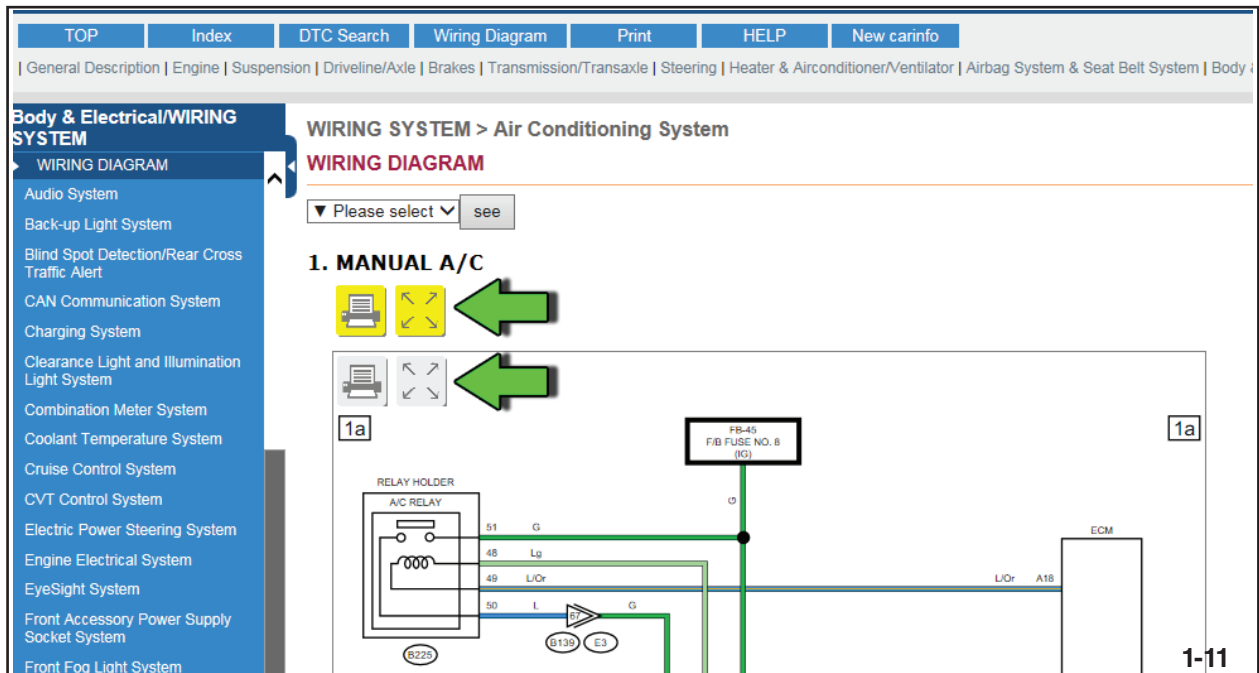 TOP Index DTC Search Wiring Diagram Print HELP New carinfo
| General Description | Engine | Suspension | Driveline/Axle | Brakes | Transmission/Transaxle | Steering | Heater & Airconditioner/Ventilator | Airbag System & Seat Belt System | Body
Body & Electrical/WIRING
SYSTEM
WIRING DIAGRAM
Audio System
Back-up Light System
Blind Spot Detection/Rear Cross
Traffic Alert
CAN Communication System
Charging System
Clearance Light and Illumination
Light System
Combination Meter System
Coolant Temperature System
Cruise Control System
CVT Control System
Electric Power Steering System
Engine Electrical System
EyeSight System
Front Accessory Power Supply
Socket System
Front Fog Light System
WIRING SYSTEM > Air Conditioning System
WIRING DIAGRAM
▼ Please select see
1. MANUAL A/C
1a 1a
FB-45
F/B FUSE NO. 8
(IG)
RELAY HOLDER
A/C RELAY
G
51 G
ECM
48 Lg
49 L/Or L/Or A18
50 L 67 G
B139 E3
B225
1-11